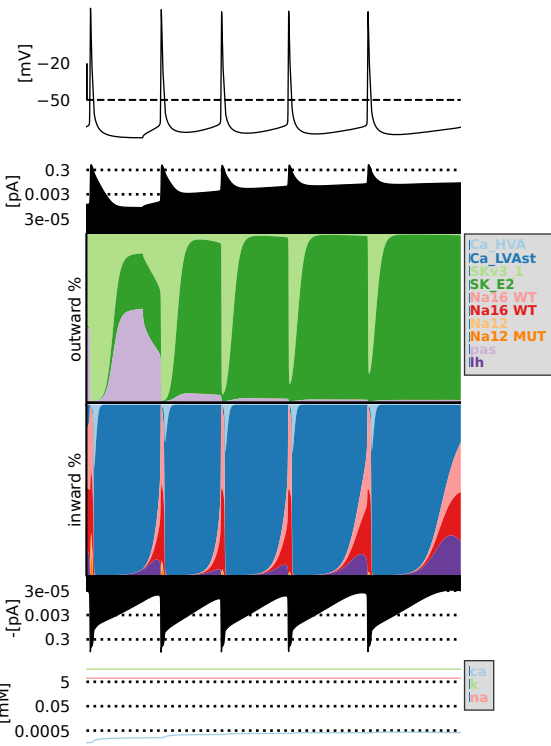 [mV]
−20
−50
[pA]
0.3
0.003
3e-05
outward %
Ca_HVA
Ca_LVAst
SKv3_1
SK_E2
Na16 WT
Na16 WT
Na12
Na12 MUT
pas
Ih
inward %
3e-05
-[pA]
0.003
0.3
ca
k
na
[mM]
5
0.05
0.0005